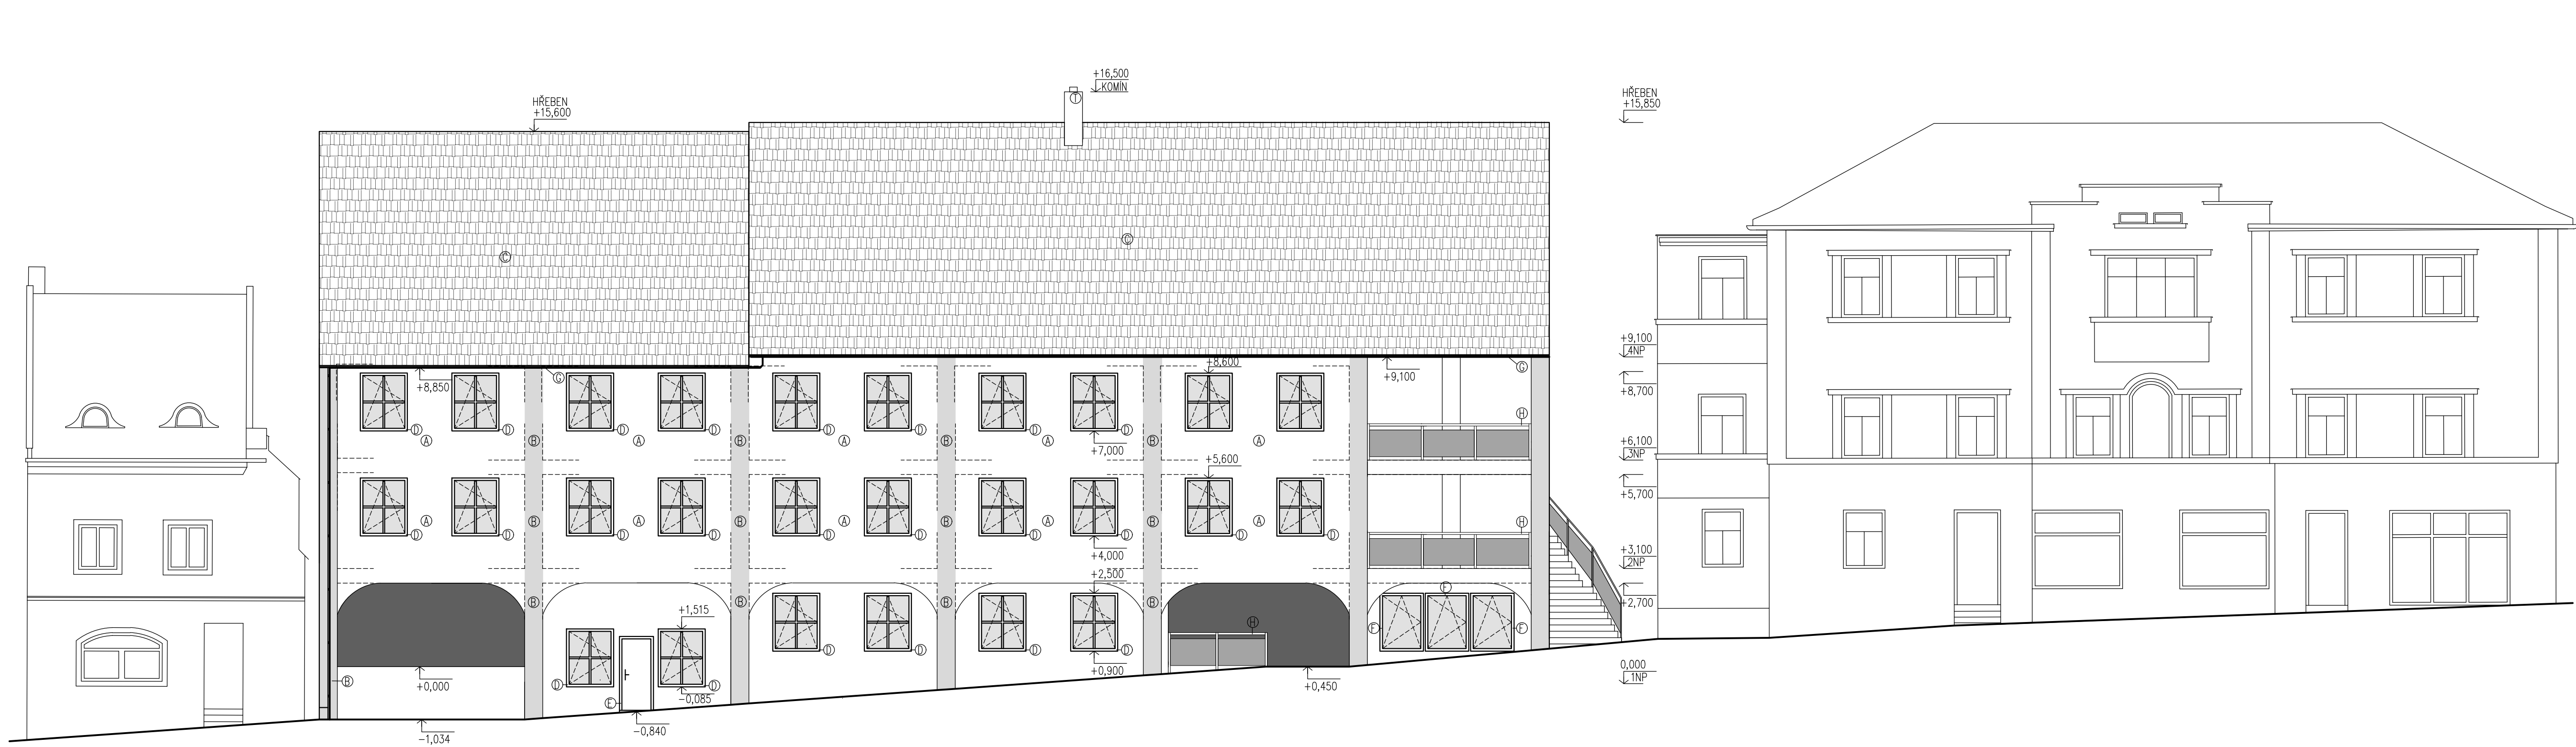 +16,500
KOMÍN
T
HŘEBEN
+15,600
HŘEBEN
+15,850
C
C
+9,100
4NP
+8,850
G
+8,600
+9,100
G
+8,700
H
D
D
D
D
D
D
D
D
A
B
A
B
A
B
A
B
A
+7,000
+6,100
3NP
+5,600
+5,700
A
B
A
B
A
B
A
B
A
H
D
D
D
D
D
D
D
D
D
D
+4,000
+3,100
2NP
+2,500
+2,700
F
B
B
B
B
+1,515
H
F
F
D
D
D
D
+0,900
0,000
1NP
B
+0,000
D
D
-0,085
+0,450
E
-0,840
-1,034